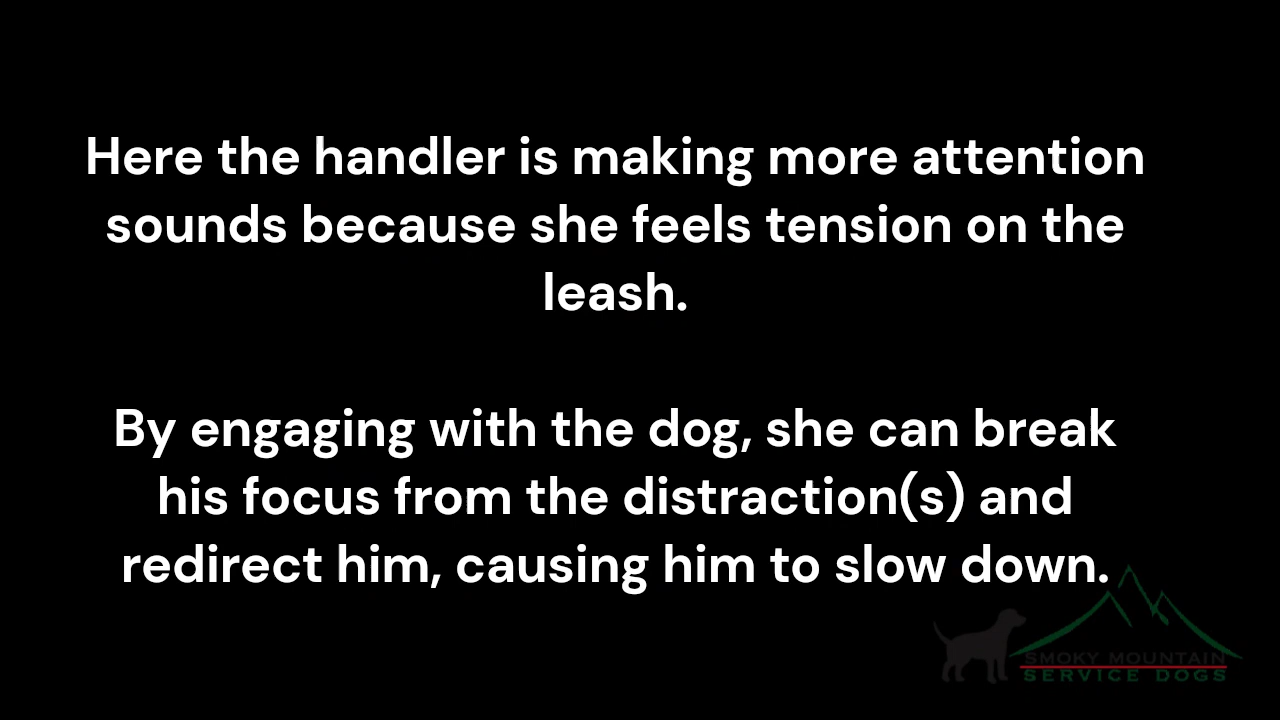 Here the handler is making more attention
sounds because she feels tension on the
leash.
By engaging with the dog, she can break
his focus from the distraction(s) and
redirect him, causing him to slow down.
SMOKY MOUNTAIN
SERVICE DOGS